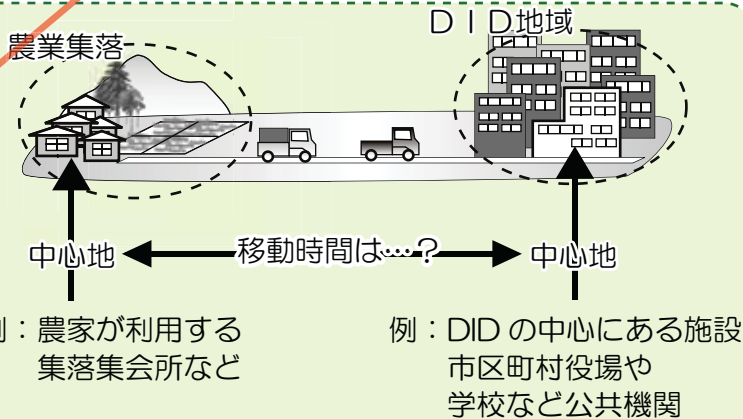 農業集落
ＤＩＤ地域
中心地
移動時間は…？
中心地
例：農家が利用する
集落集会所など
例：DID の中心にある施設
市区町村役場や
学校など公共機関